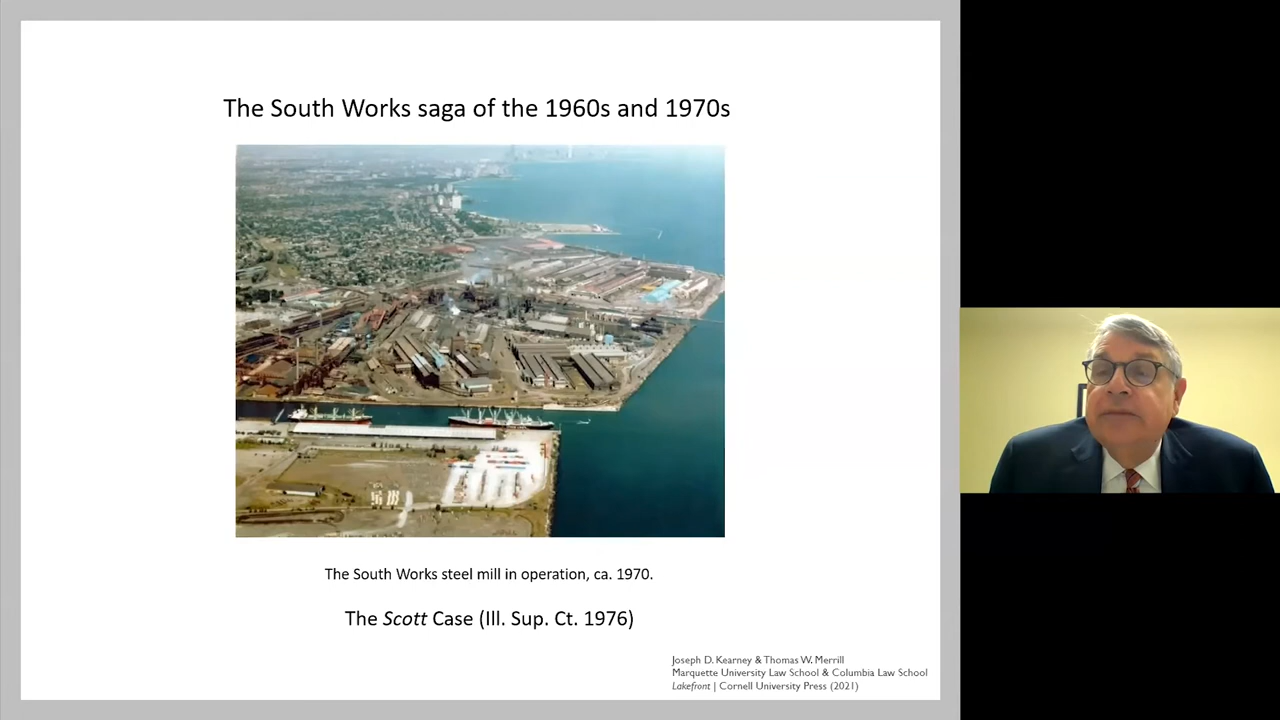 The South Works saga of the 1960s and 1970s
The South Works steel mill in operation, ca. 1970.
The Scott Case (Ill. Sup. Ct. 1976)
Joseph D. Kearney & Thomas W. Merrill
Marquette University Law School & Columbia Law School
Lakefront | Cornell University Press (2021)